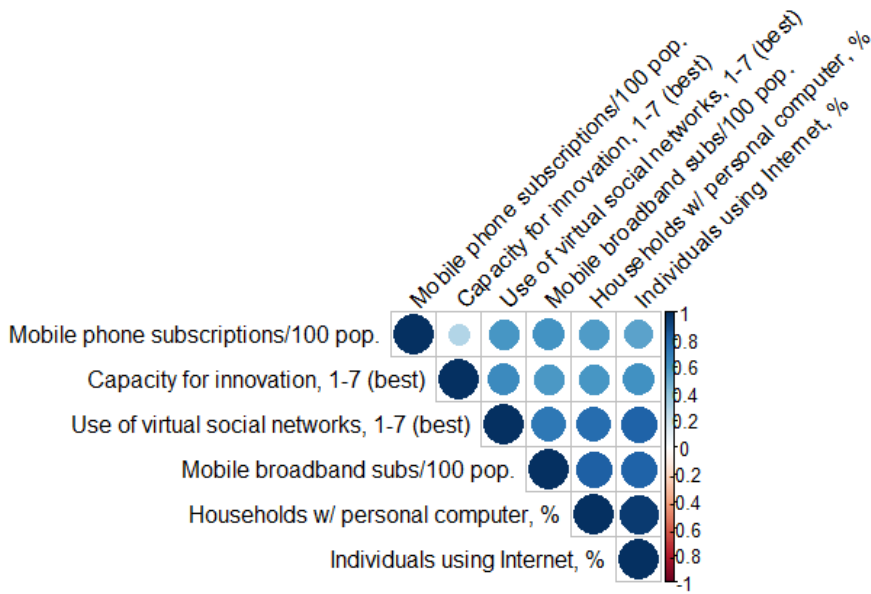 Mobile phone subscriptions/100 pop.
Capacity for innovation, 1-7 (best)
Use of virtual social networks, 1-7 (best)
Mobile broadband subs/100 pop.
Households w/ personal computer, %
Individuals using Internet, %
Mobile phone subscriptions/100 pop.
Capacity for innovation, 1-7 (best)
Use of virtual social networks, 1-7 (best)
Mobile broadband subs/100 pop.
Households w/ personal computer, %
Individuals using Internet, %
1
0.8
0.6
0.4
0.2
0
-0.2
-0.4
-0.6
-0.8
-1